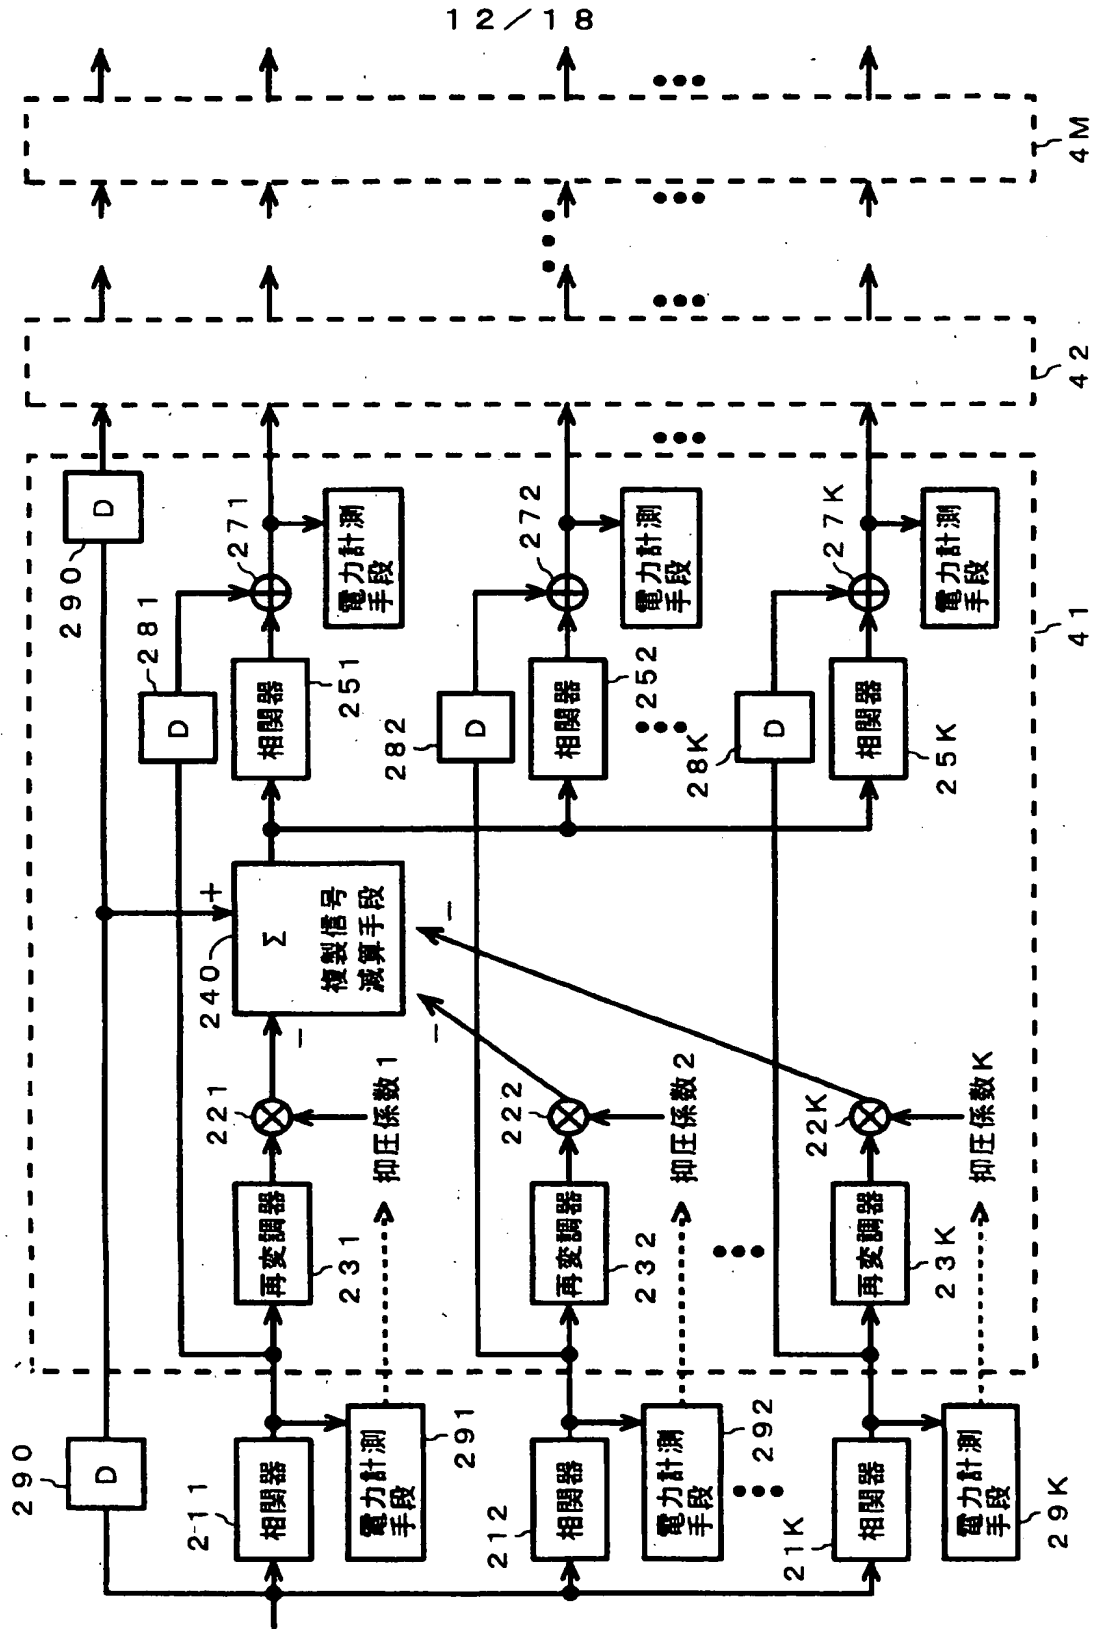 12/18
290
D
290
D
281
D
211
相関器
231
再変調器
221
抑圧係数1
240
Σ
複製信号
減算手段
+
−
−
−
251
相関器
271
電力計測
手段
291
電力計測
手段
212
相関器
232
再変調器
222
抑圧係数2
282
D
252
相関器
272
電力計測
手段
292
電力計測
手段
21K
相関器
23K
再変調器
22K
抑圧係数K
28K
D
25K
相関器
27K
電力計測
手段
29K
電力計測
手段
41
42
4M